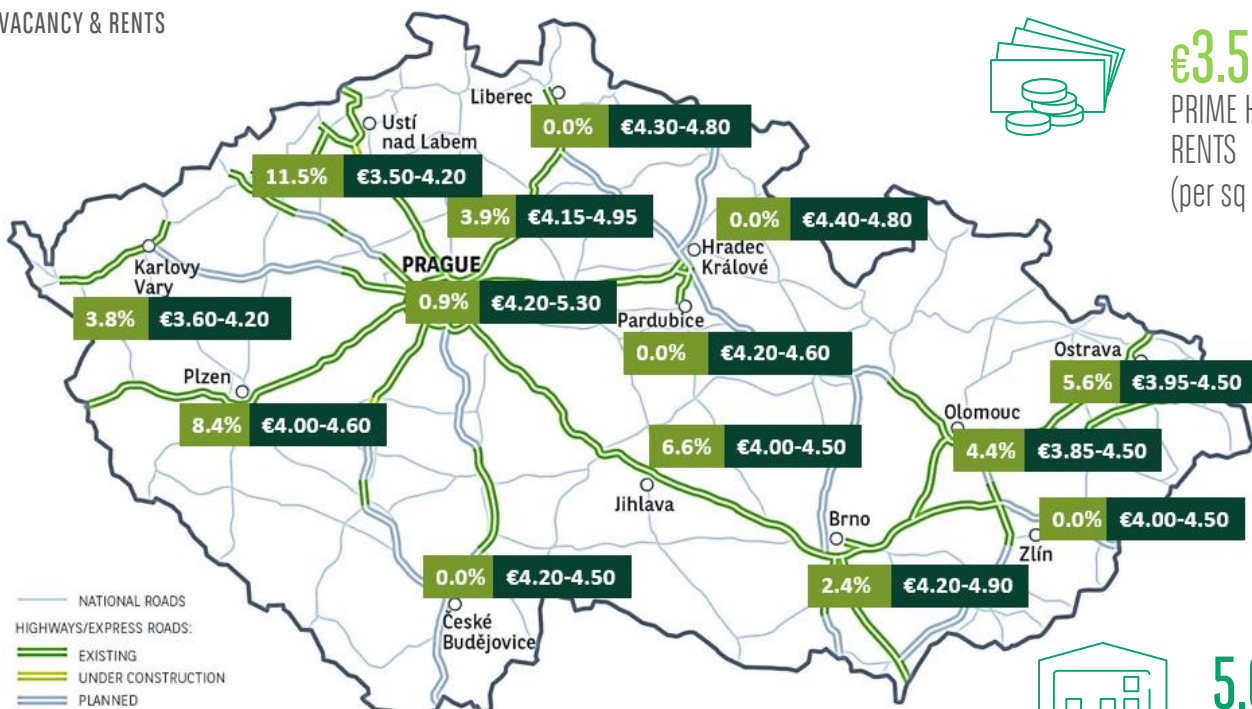 VACANCY & RENTS
€3.5
PRIME H
RENTS
(per sq
Liberec
0.0% €4.30-4.80
Ustí
nad Labem
11.5% €3.50-4.20
3.9% €4.15-4.95
0.0% €4.40-4.80
Hradec
Králové
Karlovy
Vary
3.8% €3.60-4.20
PRAGUE
0.9% €4.20-5.30
Pardubice
0.0% €4.20-4.60
Ostrava
5.6% €3.95-4.50
Plzen
8.4% €4.00-4.60
Olomouc
4.4% €3.85-4.50
6.6% €4.00-4.50
Jihlava
Brno
2.4% €4.20-4.90
0.0% €4.00-4.50
Zlín
0.0% €4.20-4.50
České
Budějovice
NATIONAL ROADS
HIGHWAYS/EXPRESS ROADS:
EXISTING
UNDER CONSTRUCTION
PLANNED